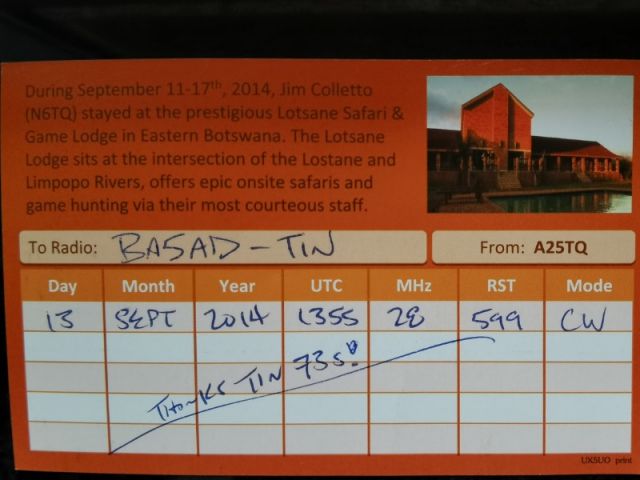 During September 11-17th, 2014, Jim Colletto
(N6TQ) stayed at the prestigious Lotsane Safari &
Game Lodge in Eastern Botswana. The Lotsane
Lodge sits at the intersection of the Lostane and
Limpopo Rivers, offers epic onsite safaris and
game hunting via their most courteous staff.
To Radio: BA5AD-TIN From: A25TQ
Day Month Year UTC MHz RST Mode
13 SEPT 2014 1355 28 599 CW
THANKS TIN 73s!
UX5UO print